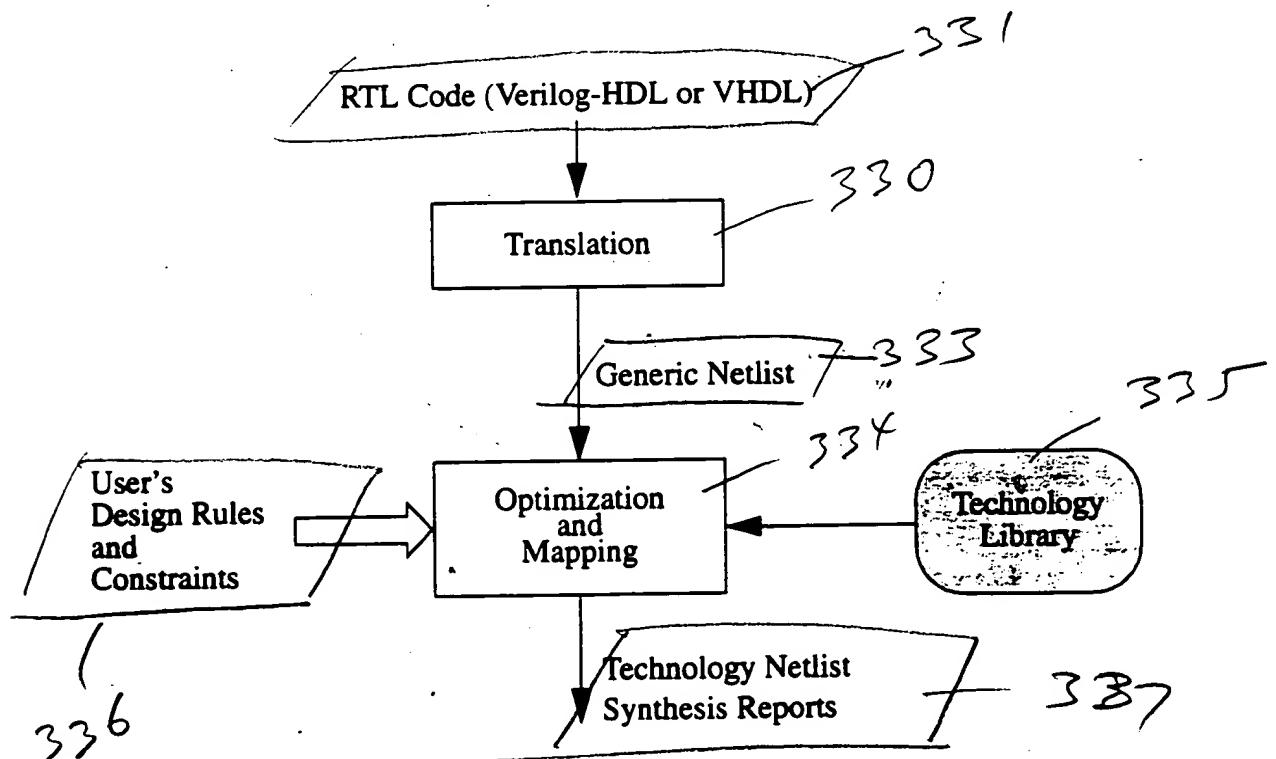 331
RTL Code (Verilog-HDL or VHDL)
330
Translation
333
Generic Netlist
335
334
User's
Design Rules
and
Constraints
Optimization
and
Mapping
Technology
Library
Technology Netlist
Synthesis Reports
337
336